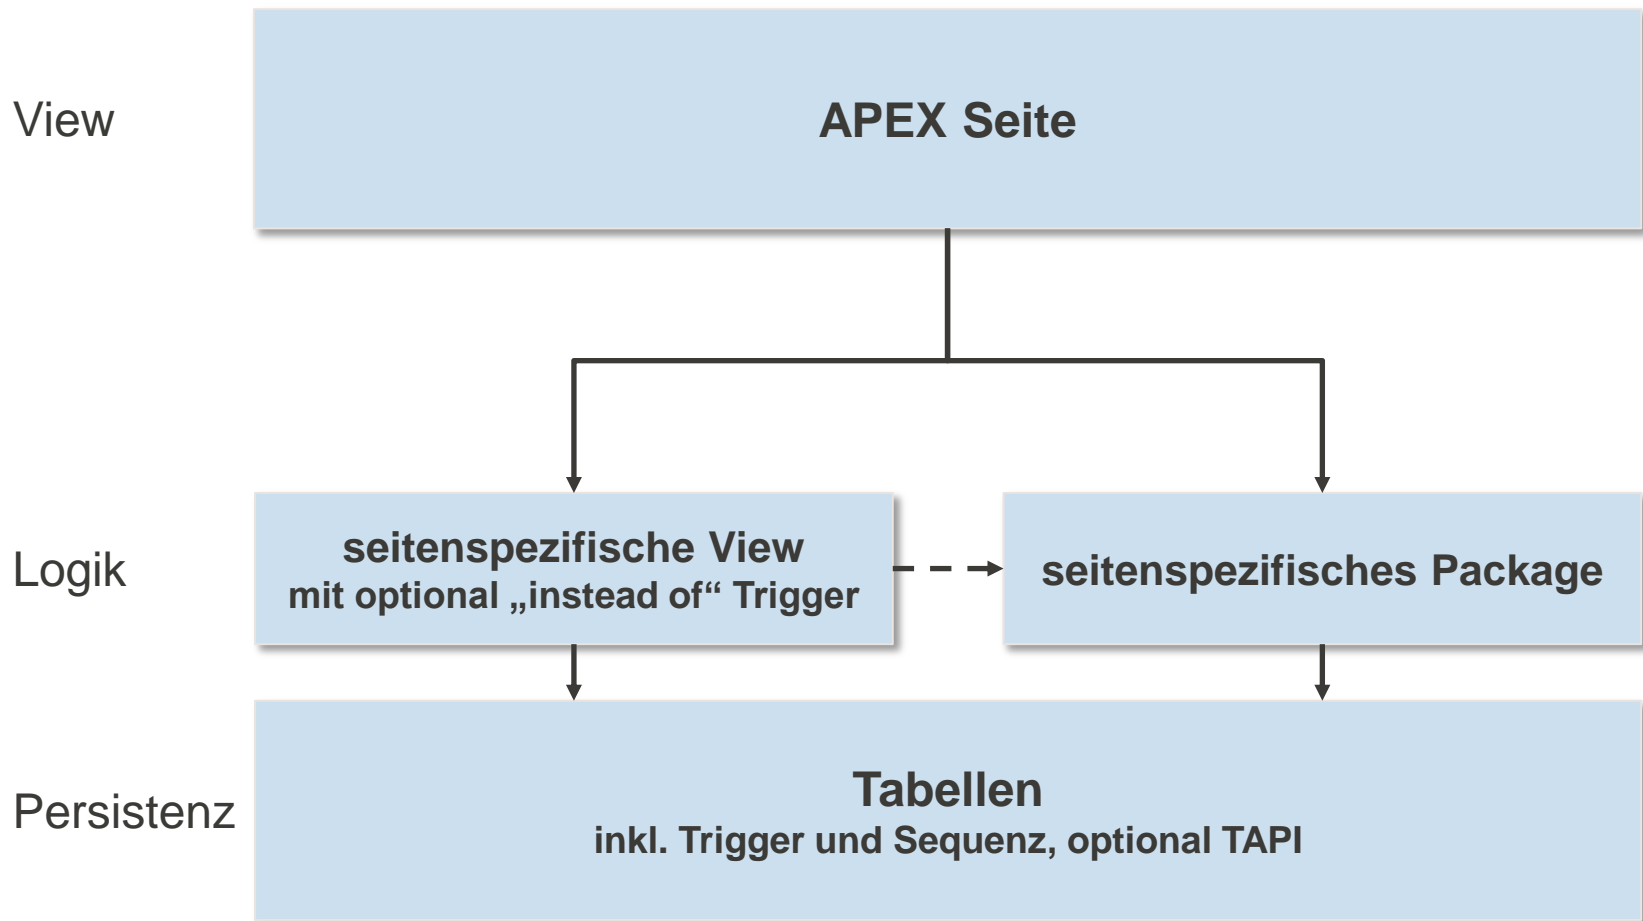 View
APEX Seite
Logik
seitenspezifische View
mit optional „instead of“ Trigger
seitenspezifisches Package
Persistenz
Tabellen
inkl. Trigger und Sequenz, optional TAPI